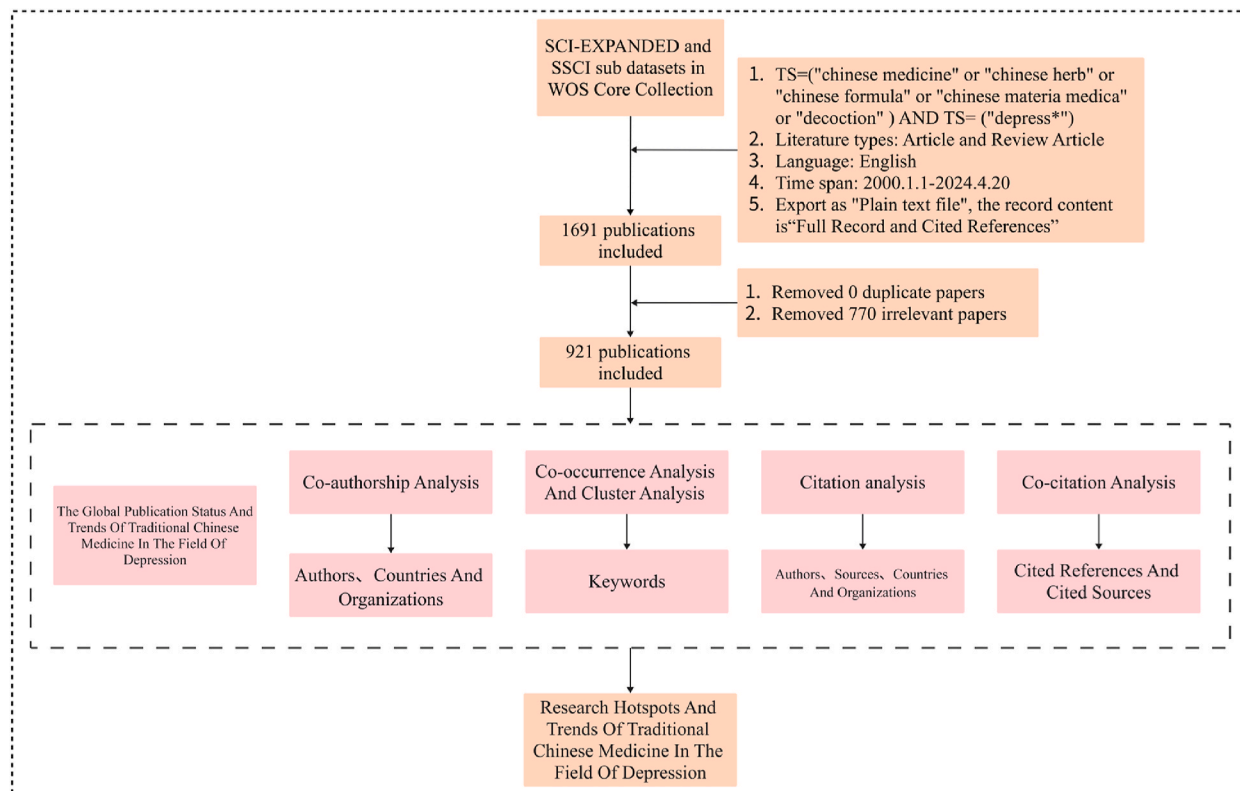 SCI-EXPANDED and
SSCI sub datasets in
WOS Core Collection
1. TS=("chinese medicine" or "chinese herb" or
"chinese formula" or "chinese materia medica"
or "decoction" ) AND TS= ("depress*")
2. Literature types: Article and Review Article
3. Language: English
4. Time span: 2000.1.1-2024.4.20
5. Export as "Plain text file", the record content
is“Full Record and Cited References”
1691 publications
included
1. Removed 0 duplicate papers
2. Removed 770 irrelevant papers
921 publications
included
The Global Publication Status And
Trends Of Traditional Chinese
Medicine In The Field Of
Depression
Co-authorship Analysis
Authors、Countries And
Organizations
Co-occurrence Analysis
And Cluster Analysis
Keywords
Citation analysis
Authors、Sources、Countries
And Organizations
Co-citation Analysis
Cited References And
Cited Sources
Research Hotspots And
Trends Of Traditional
Chinese Medicine In The
Field Of Depression